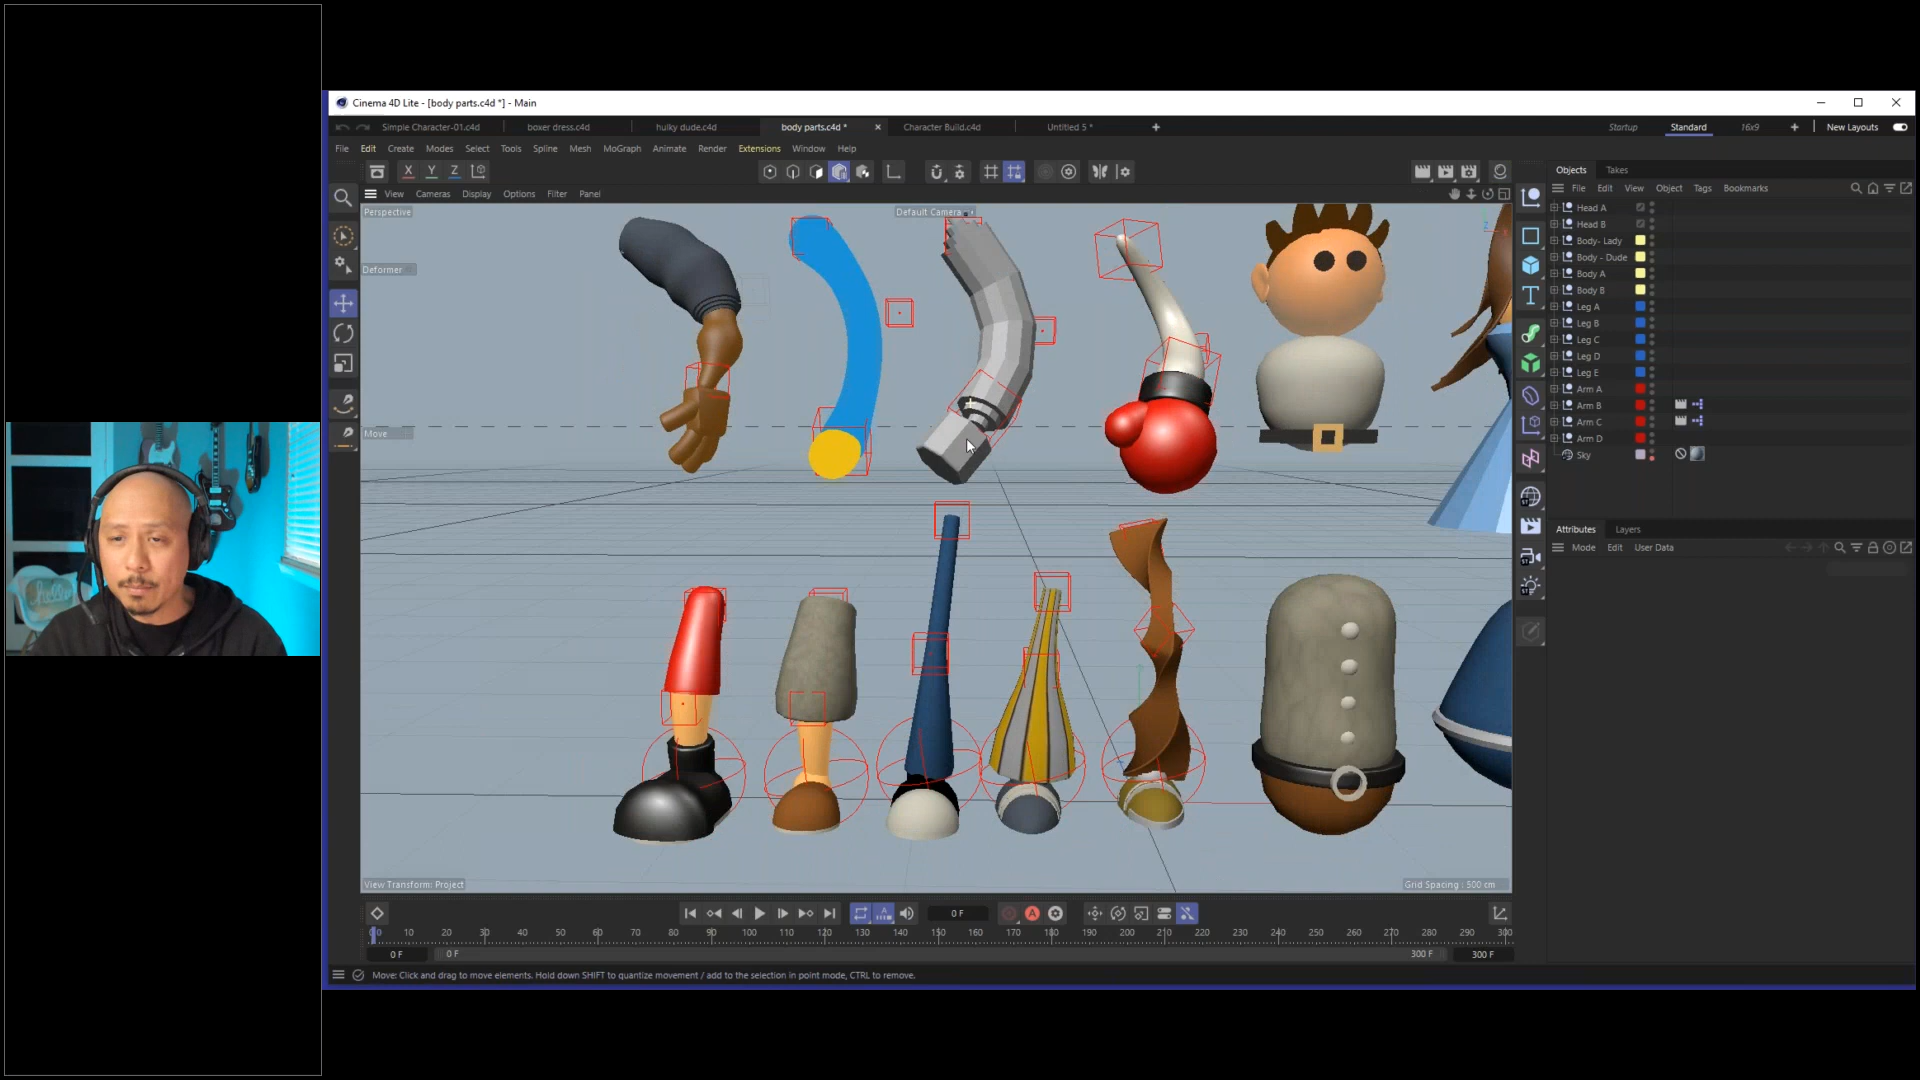 Cinema 4D Lite - [body parts.c4d *] - Main
Simple Character-01.c4d boxer dress.c4d hulky dude.c4d body parts.c4d * Character Build.c4d Untitled 5 * Startup Standard 16x9 New Layouts
File Edit Create Modes Select Tools Spline Mesh MoGraph Animate Render Extensions Window Help
X Y Z
View Cameras Display Options Filter Panel
Perspective
Default Camera
Deformer
Move
View Transform: Project
Grid Spacing : 500 cm
Objects Takes
File Edit View Object Tags Bookmarks
Head A
Head B
Body- Lady
Body - Dude
Body A
Body B
Leg A
Leg B
Leg C
Leg D
Leg E
Arm A
Arm B
Arm C
Arm D
Sky
Attributes Layers
Mode Edit User Data
hello
0 F
0 10 20 30 40 50 60 70 80 90 100 110 120 130 140 150 160 170 180 190 200 210 220 230 240 250 260 270 280 290 300
0 F 0 F 300 F 300 F
Move: Click and drag to move elements. Hold down SHIFT to quantize movement / add to the selection in point mode, CTRL to remove.